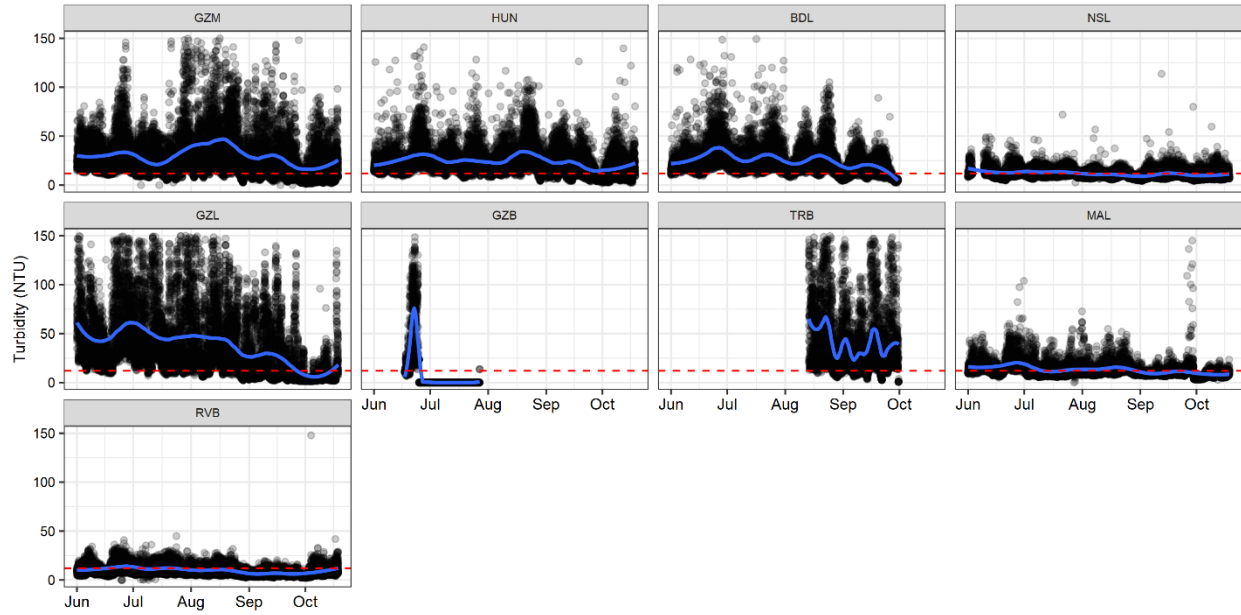 GZM HUN BDL NSL
150
100
50
0
GZL GZB TRB MAL
Turbidity (NTU)
150
100
50
0
Jun Jul Aug Sep Oct Jun Jul Aug Sep Oct Jun Jul Aug Sep Oct
RVB
150
100
50
0
Jun Jul Aug Sep Oct